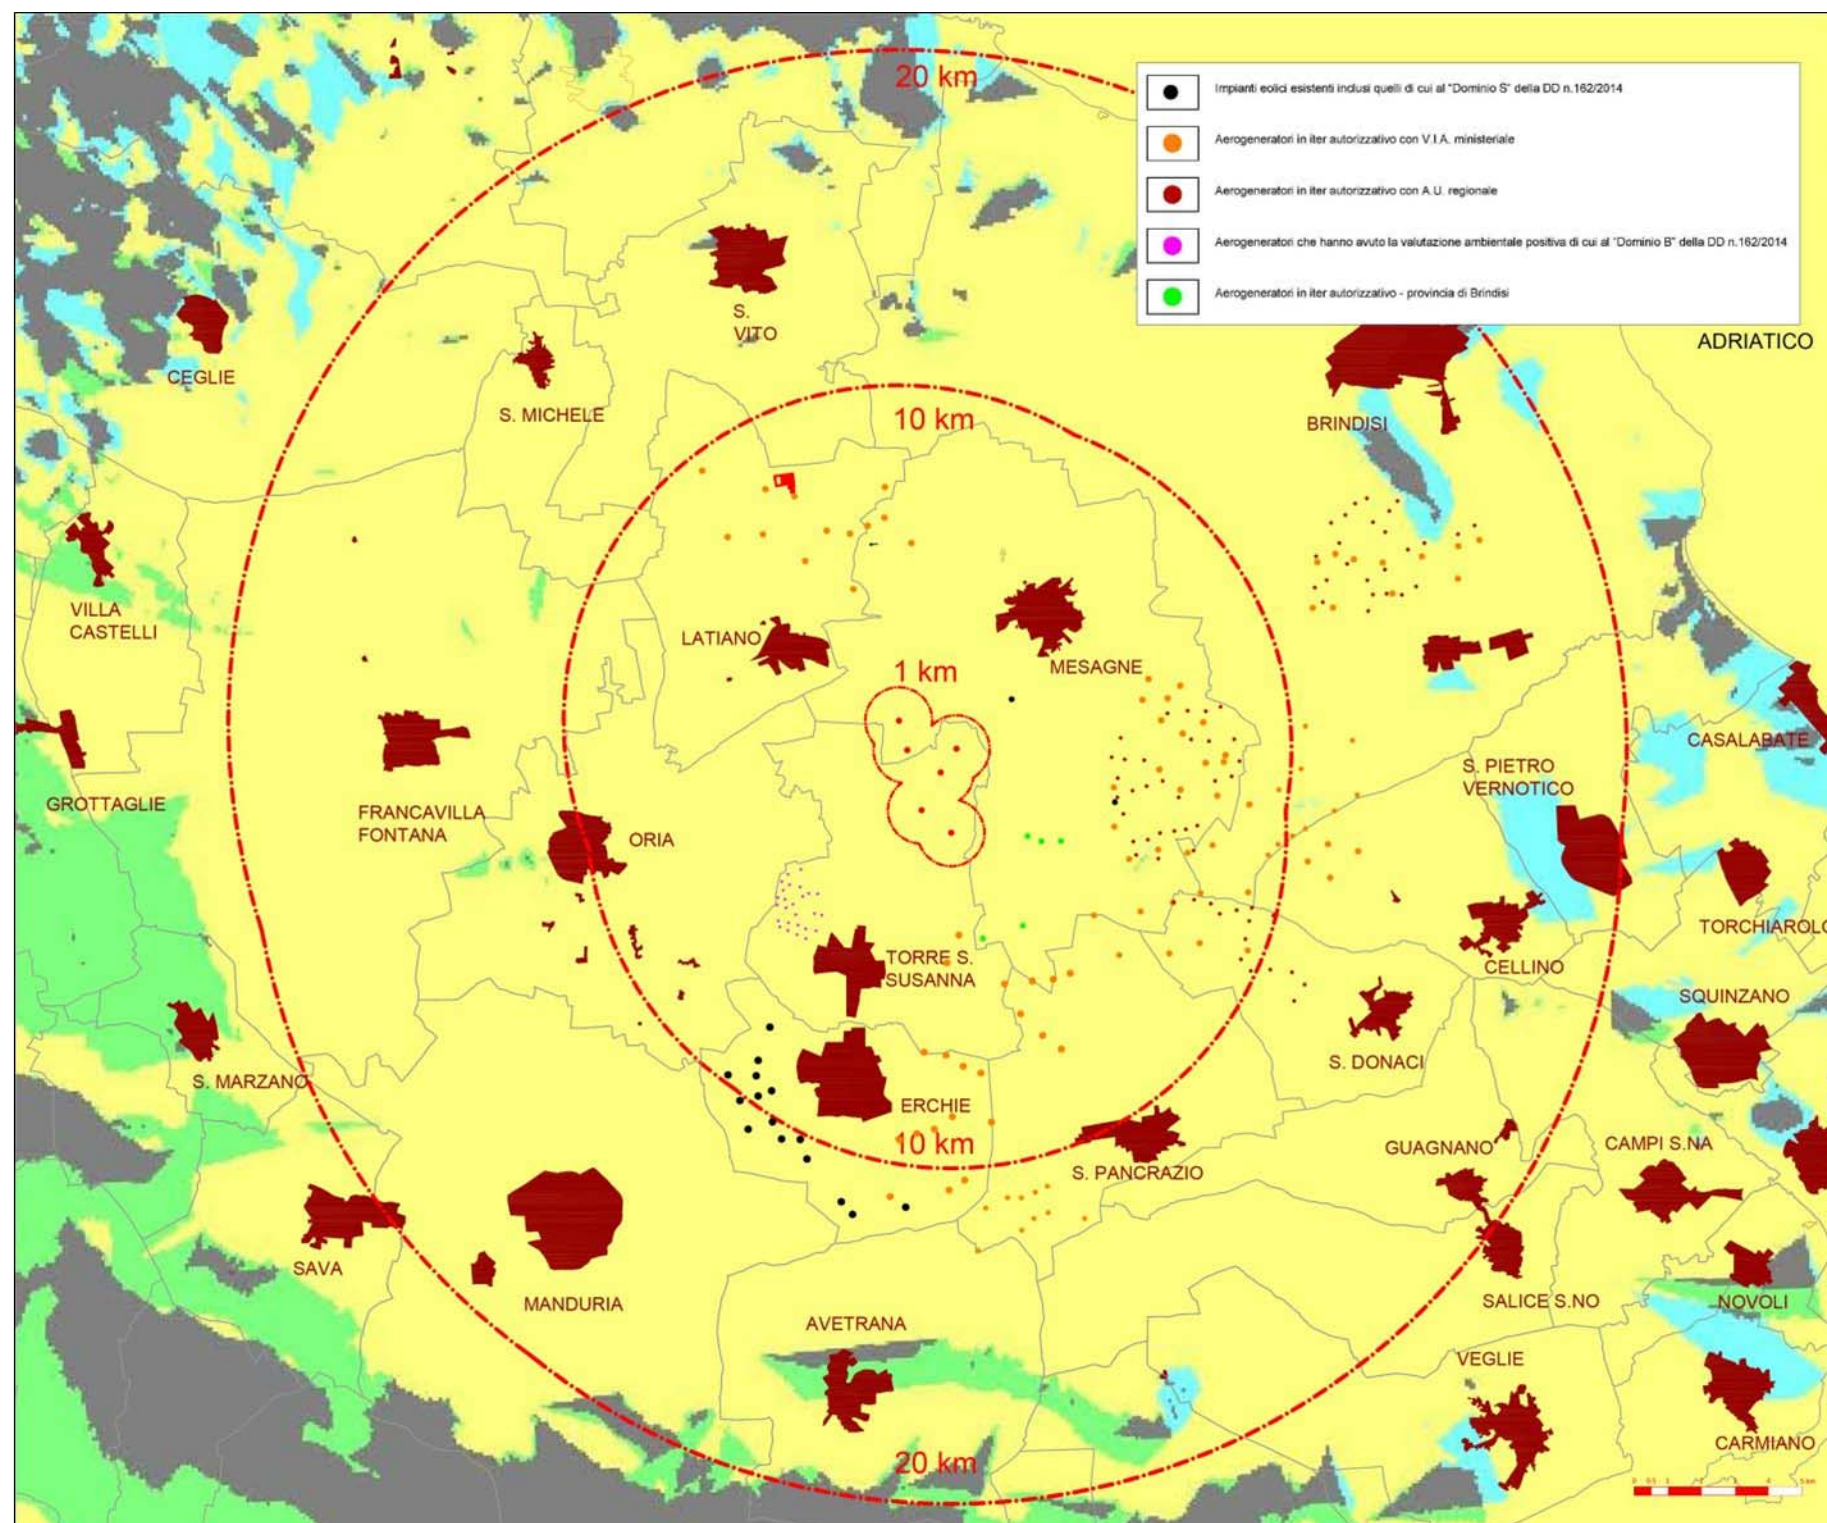 20 km
Impianti eolici esistenti inclusi quelli di cui al "Dominio S" della DD n.162/2014
Aerogeneratori in iter autorizzativo con V.I.A. ministeriale
Aerogeneratori in iter autorizzativo con A.U. regionale
Aerogeneratori che hanno avuto la valutazione ambientale positiva di cui al "Dominio B" della DD n.162/2014
Aerogeneratori in iter autorizzativo - provincia di Brindisi
S.
VITO
ADRIATICO
CEGLIE
S. MICHELE
10 km
BRINDISI
VILLA
CASTELLI
LATIANO
MESAGNE
1 km
CASALABATE
S. PIETRO
VERNOTICO
GROTTAGLIE
FRANCAVILLA
FONTANA
ORIA
TORCHIAROLO
TORRE S.
SUSANNA
CELLINO
SQUINZANO
S. DONACI
S. MARZANO
ERCHIE
10 km
S. PANCRAZIO
GUAGNANO
CAMPI S.NA
SAVA
MANDURIA
SALICE S.NO
NOVOLI
AVETRANA
VEGLIE
CARMIANO
20 km